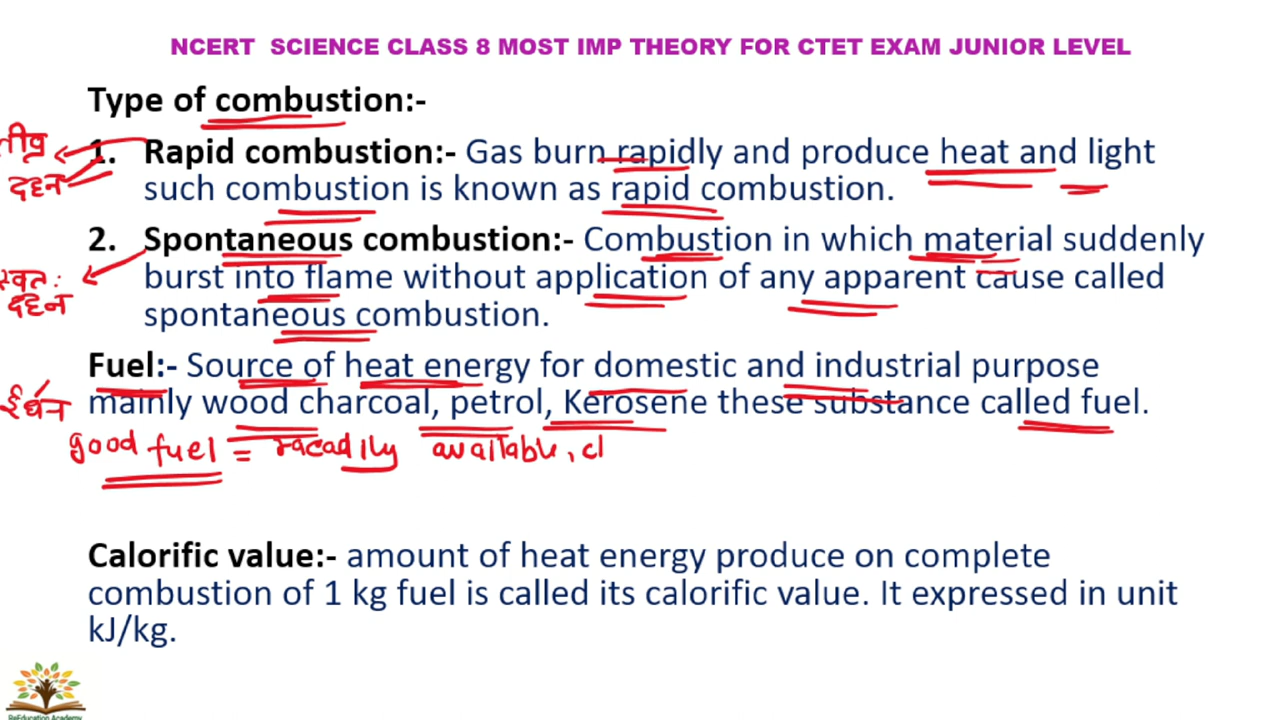 NCERT SCIENCE CLASS 8 MOST IMP THEORY FOR CTET EXAM JUNIOR LEVEL
Type of combustion:-
1. Rapid combustion:- Gas burn rapidly and produce heat and light
such combustion is known as rapid combustion.
तीव्र
दहन
2. Spontaneous combustion:- Combustion in which material suddenly
burst into flame without application of any apparent cause called
spontaneous combustion.
स्वतः
दहन
Fuel:- Source of heat energy for domestic and industrial purpose
mainly wood charcoal, petrol, Kerosene these substance called fuel.
ईंधन
good fuel = racadily available, cl
Calorific value:- amount of heat energy produce on complete
combustion of 1 kg fuel is called its calorific value. It expressed in unit
kJ/kg.
BeEducation Academy